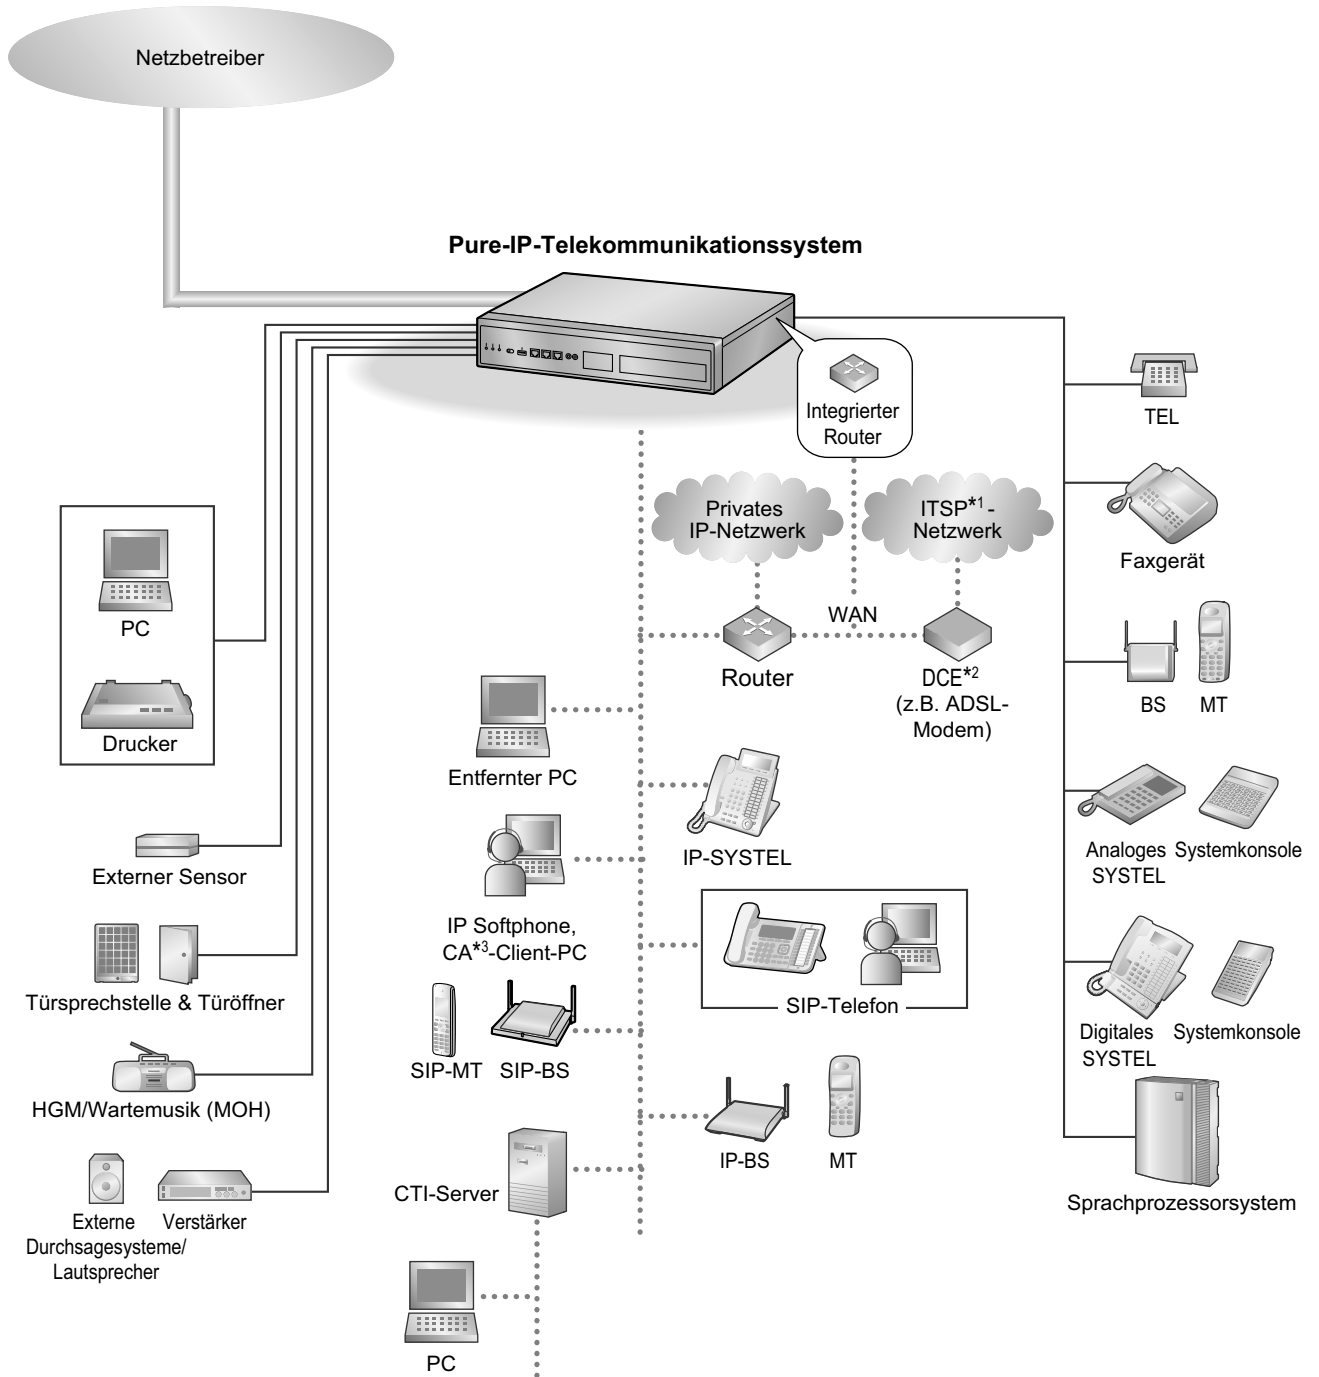 Netzbetreiber
Pure-IP-Telekommunikationssystem
Integrierter
Router
TEL
Privates
IP-Netzwerk
ITSP*1-
Netzwerk
Faxgerät
PC
Drucker
WAN
Router
DCE*2
(z.B. ADSL-
Modem)
BS
MT
Entfernter PC
IP-SYSTEL
Analoges
SYSTEL
Systemkonsole
Externer Sensor
IP Softphone,
CA*3-Client-PC
SIP-Telefon
Türsprechstelle & Türöffner
Digitales
SYSTEL
Systemkonsole
SIP-MT
SIP-BS
HGM/Wartemusik (MOH)
IP-BS
MT
CTI-Server
Sprachprozessorsystem
Externe
Durchsagesysteme/
Lautsprecher
Verstärker
PC